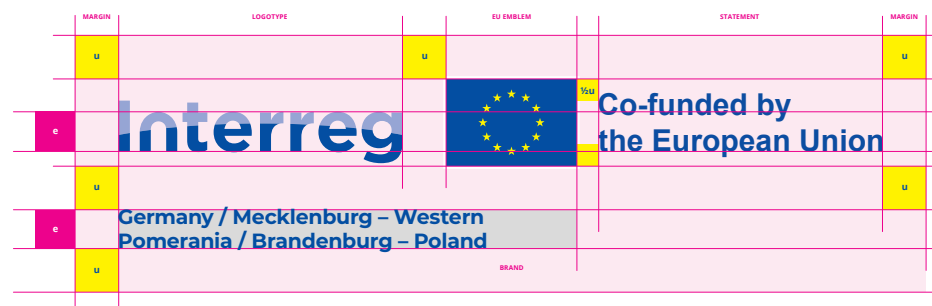 MARGIN LOGOTYPE EU EMBLEM STATEMENT MARGIN
u u u
½u
Interreg
Co-funded by
the European Union
e
u u
e
Germany / Mecklenburg – Western
Pomerania / Brandenburg – Poland
u
BRAND